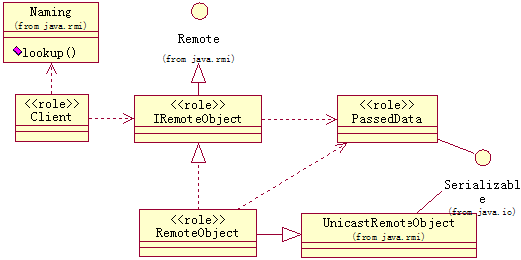 Naming
(from java.rmi)
lookup()
Remote
(from java.rmi)
<<role>>
Client
<<role>>
IRemoteObject
<<role>>
PassedData
Serializabl
e
(from java.io)
<<role>>
RemoteObject
UnicastRemoteObject
(from java.rmi)